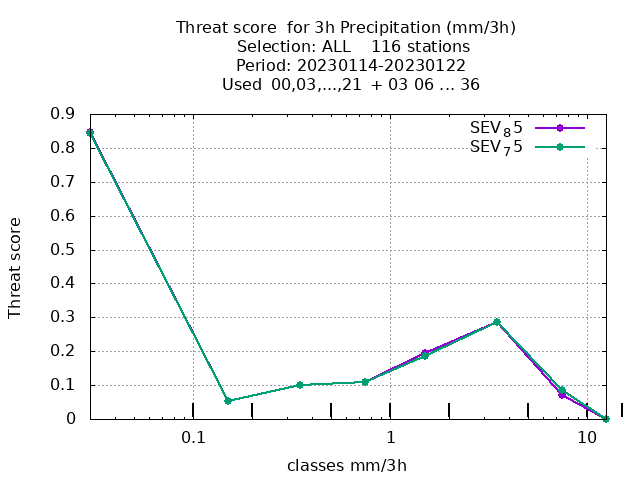 Threat score for 3h Precipitation (mm/3h)
Selection: ALL 116 stations
Period: 20230114-20230122
Used 00,03,...,21 + 03 06 ... 36
SEV₈5
SEV₇5
0.9
0.8
0.7
0.6
0.5
0.4
0.3
0.2
0.1
0
Threat score
0.1 1 10
classes mm/3h